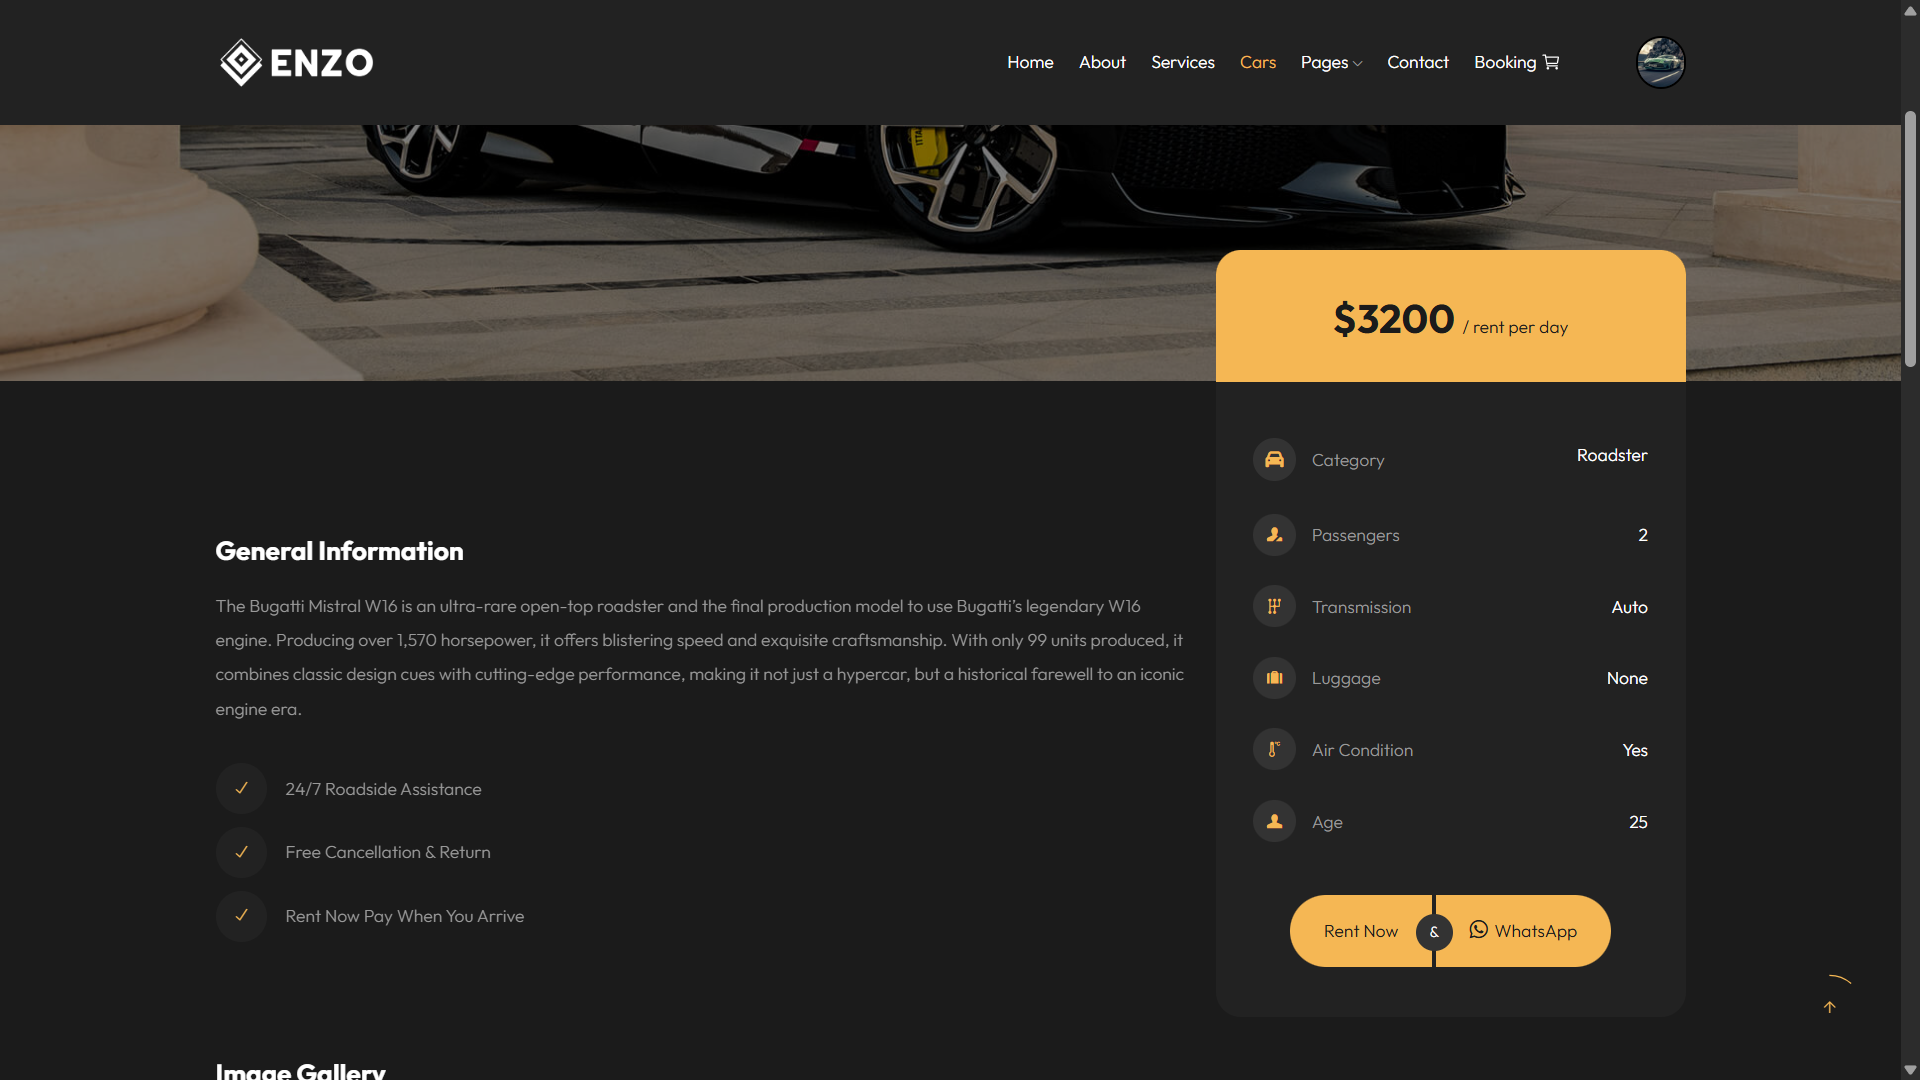 ENZO
Home About Services Cars Pages Contact Booking
$3200 / rent per day
Category Roadster
Passengers 2
Transmission Auto
Luggage None
Air Condition Yes
Age 25
Rent Now & WhatsApp
General Information
The Bugatti Mistral W16 is an ultra-rare open-top roadster and the final production model to use Bugatti's legendary W16
engine. Producing over 1,570 horsepower, it offers blistering speed and exquisite craftsmanship. With only 99 units produced, it
combines classic design cues with cutting-edge performance, making it not just a hypercar, but a historical farewell to an iconic
engine era.
24/7 Roadside Assistance
Free Cancellation & Return
Rent Now Pay When You Arrive
Image Gallery